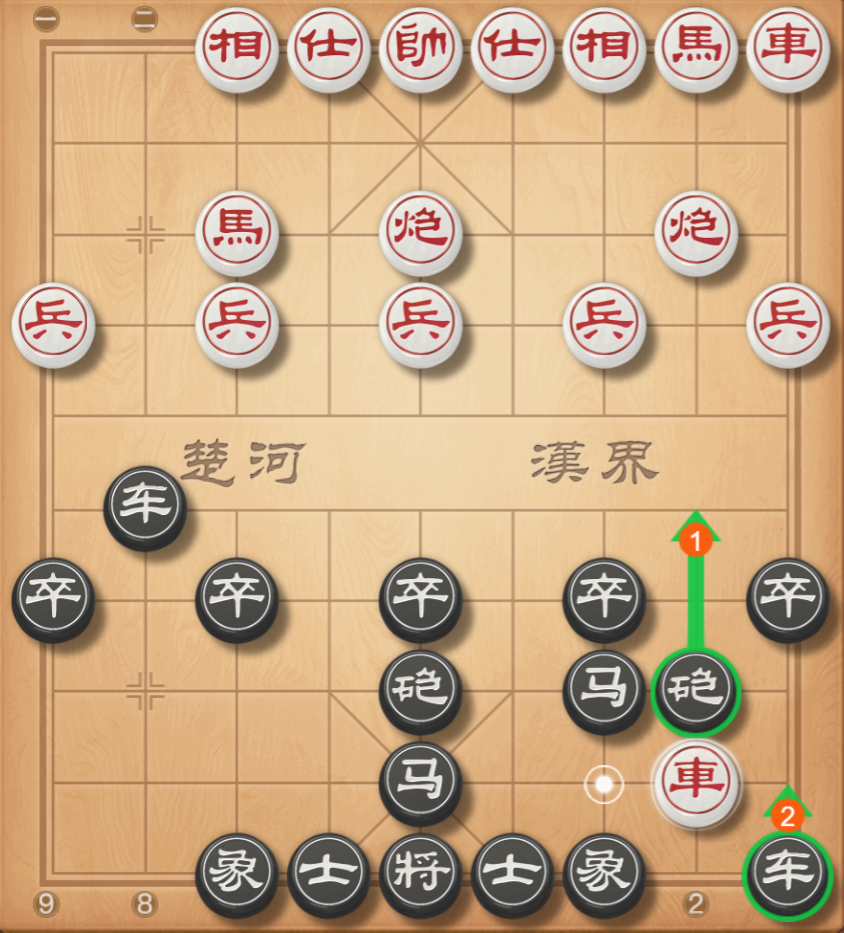 一 二
相 仕 帥 仕 相 馬 車
馬 炮 炮
兵 兵 兵 兵 兵
楚河 漢界
车
1
卒 卒 卒 卒 卒
砲 马 砲
马 車
2
象 士 將 士 象 车
9 8 2